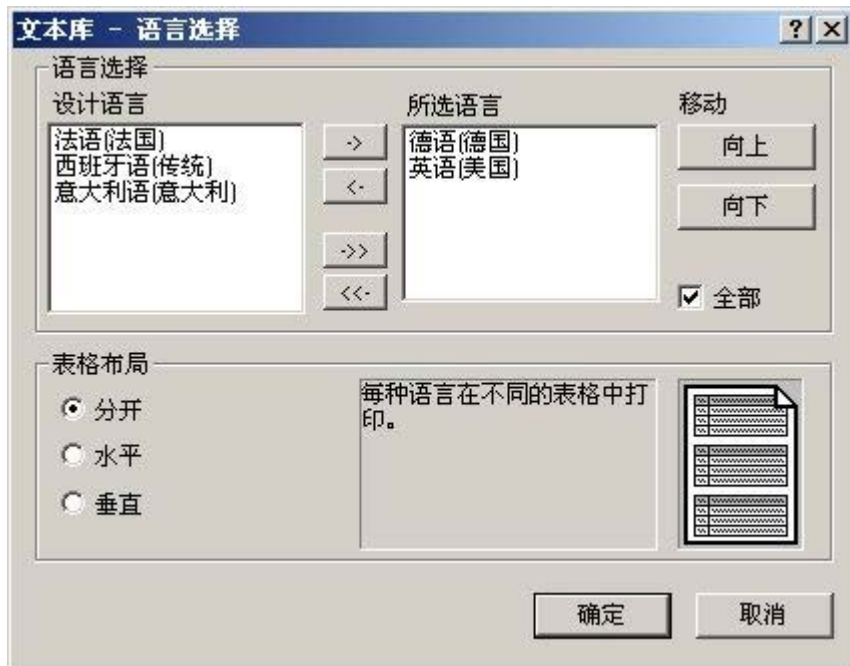 文本库 - 语言选择
语言选择
设计语言
所选语言
移动
法语(法国)
西班牙语(传统)
意大利语(意大利)
->
<-
->>
<<-
德语(德国)
英语(美国)
向上
向下
全部
表格布局
分开
水平
垂直
每种语言在不同的表格中打
印。
确定
取消